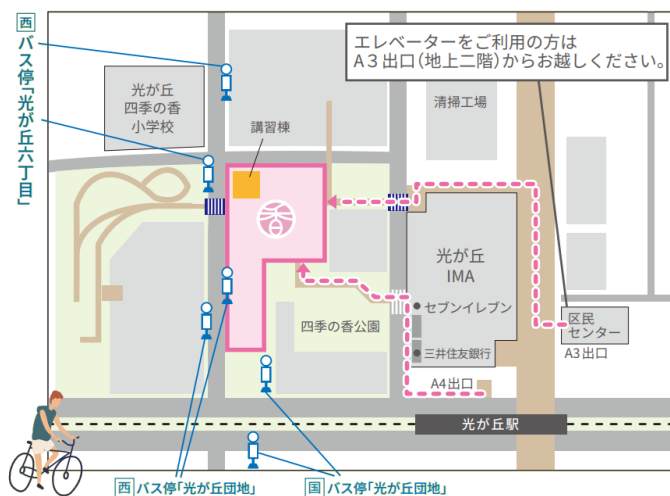 西
バス停「光が丘六丁目」
エレベーターをご利用の方は
A３出口（地上二階）からお越しください。
光が丘
四季の香
小学校
講習棟
清掃工場
光が丘
IMA
セブンイレブン
三井住友銀行
四季の香公園
区民
センター
A3出口
A4出口
光が丘駅
西 バス停「光が丘団地」
国 バス停「光が丘団地」